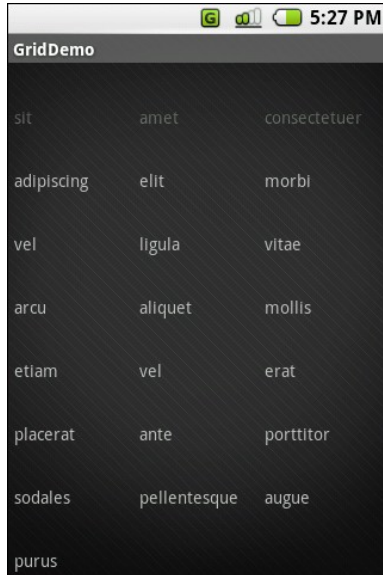 G 5:27 PM
GridDemo
sit amet consectetuer
adipiscing elit morbi
vel ligula vitae
arcu aliquet mollis
etiam vel erat
placerat ante porttitor
sodales pellentesque augue
purus